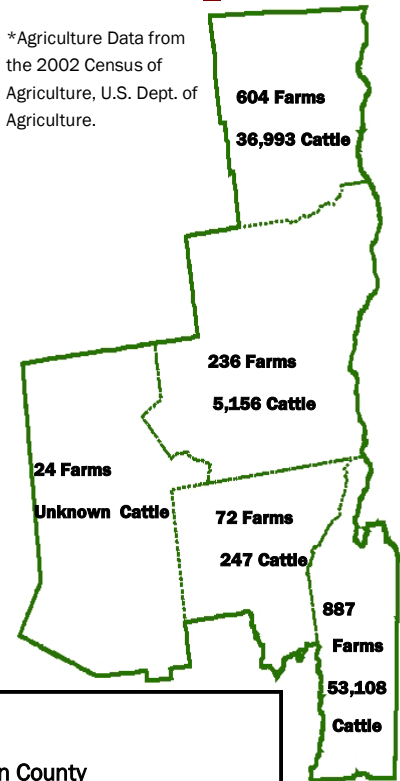 *Agriculture Data from
the 2002 Census of
Agriculture, U.S. Dept. of
Agriculture.
604 Farms
36,993 Cattle
236 Farms
5,156 Cattle
24 Farms
Unknown Cattle
72 Farms
247 Cattle
887
Farms
53,108
Cattle
County